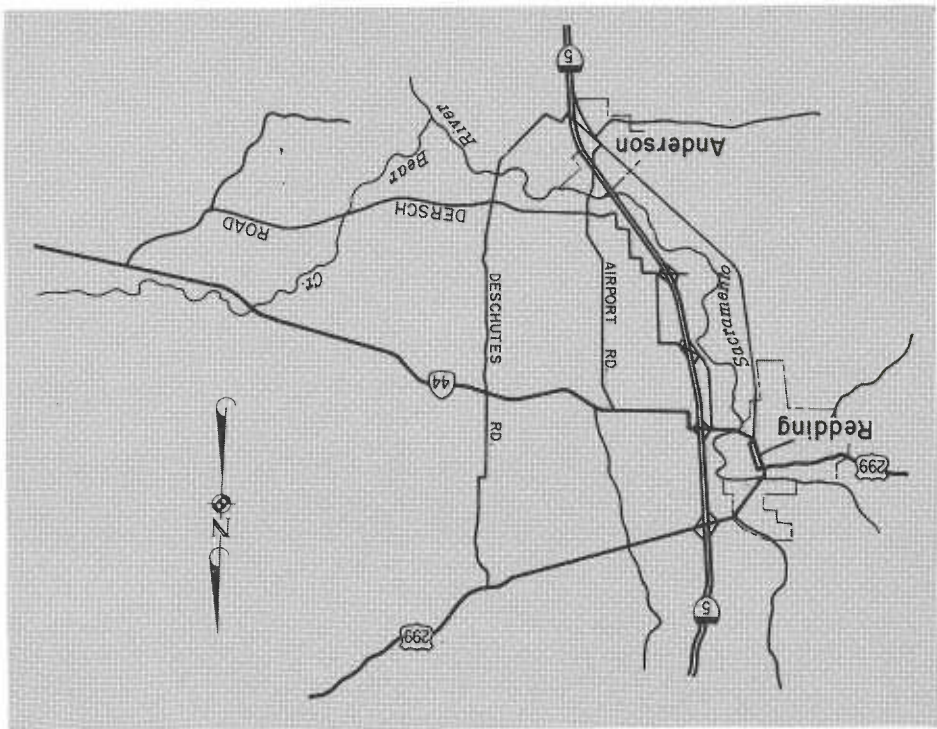 299
5
N
299
Redding
44
DESCHUTES RD.
AIRPORT RD
Sacramento
Cr.
ROAD
DERSCH
Bear
River
Anderson
5